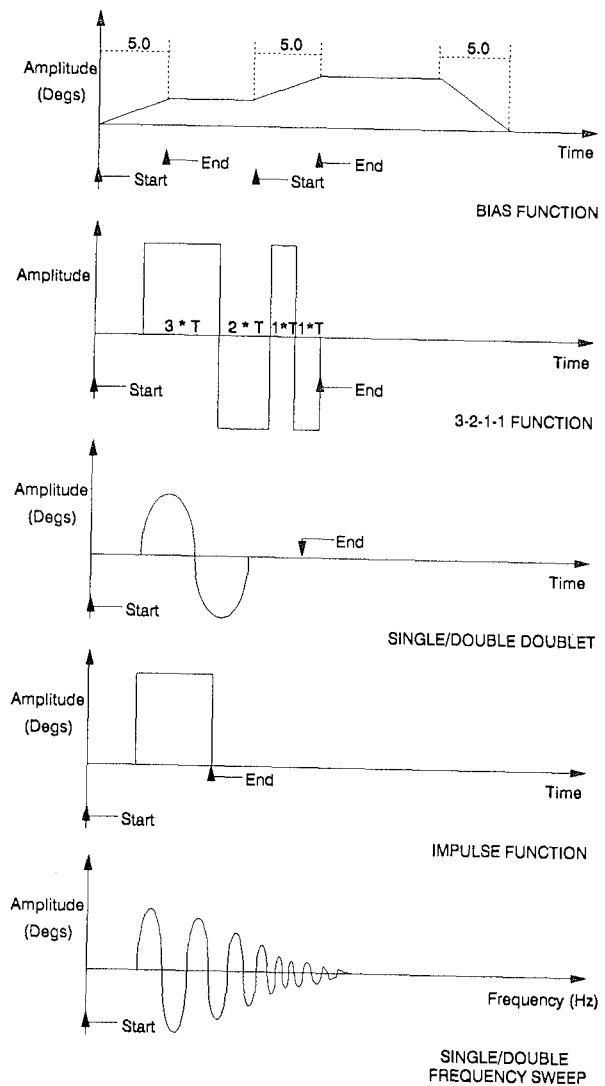 5.0 5.0 5.0
Amplitude
(Degs)
Time
End End
Start Start
BIAS FUNCTION
Amplitude
3 * T 2 * T 1*T 1*T
Time
Start End
3-2-1-1 FUNCTION
Amplitude
(Degs)
End
Time
Start
SINGLE/DOUBLE DOUBLET
Amplitude
(Degs)
End
Time
Start
IMPULSE FUNCTION
Amplitude
(Degs)
Frequency (Hz)
Start
SINGLE/DOUBLE
FREQUENCY SWEEP